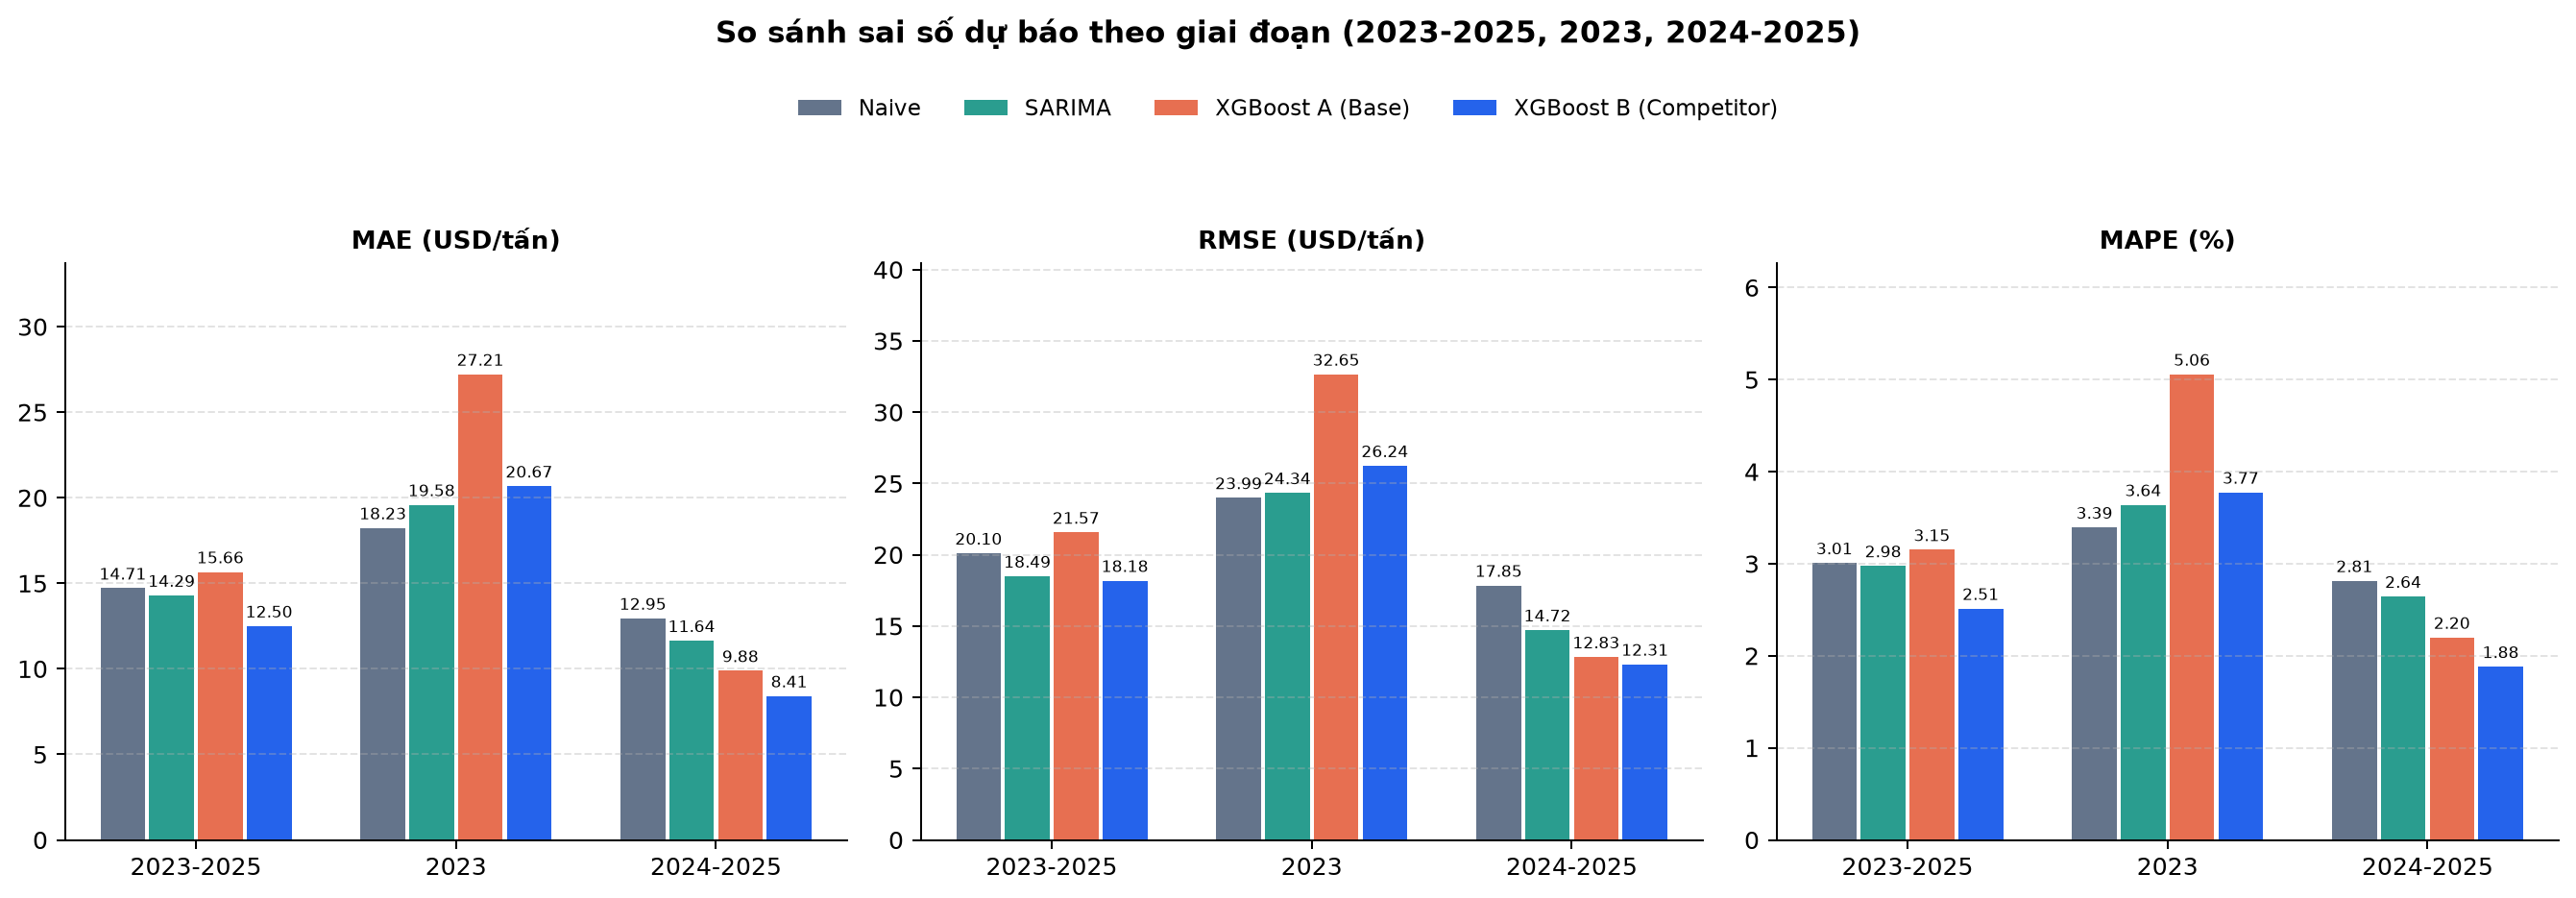 So sánh sai số dự báo theo giai đoạn (2023-2025, 2023, 2024-2025)
Naive SARIMA XGBoost A (Base) XGBoost B (Competitor)
MAE (USD/tấn)
30
25
20
15
10
5
0
14.71 14.29 15.66 12.50
18.23 19.58 27.21 20.67
12.95 11.64 9.88 8.41
2023-2025 2023 2024-2025
RMSE (USD/tấn)
40
35
30
25
20
15
10
5
0
20.10 18.49 21.57 18.18
23.99 24.34 32.65 26.24
17.85 14.72 12.83 12.31
2023-2025 2023 2024-2025
MAPE (%)
6
5
4
3
2
1
0
3.01 2.98 3.15 2.51
3.39 3.64 5.06 3.77
2.81 2.64 2.20 1.88
2023-2025 2023 2024-2025